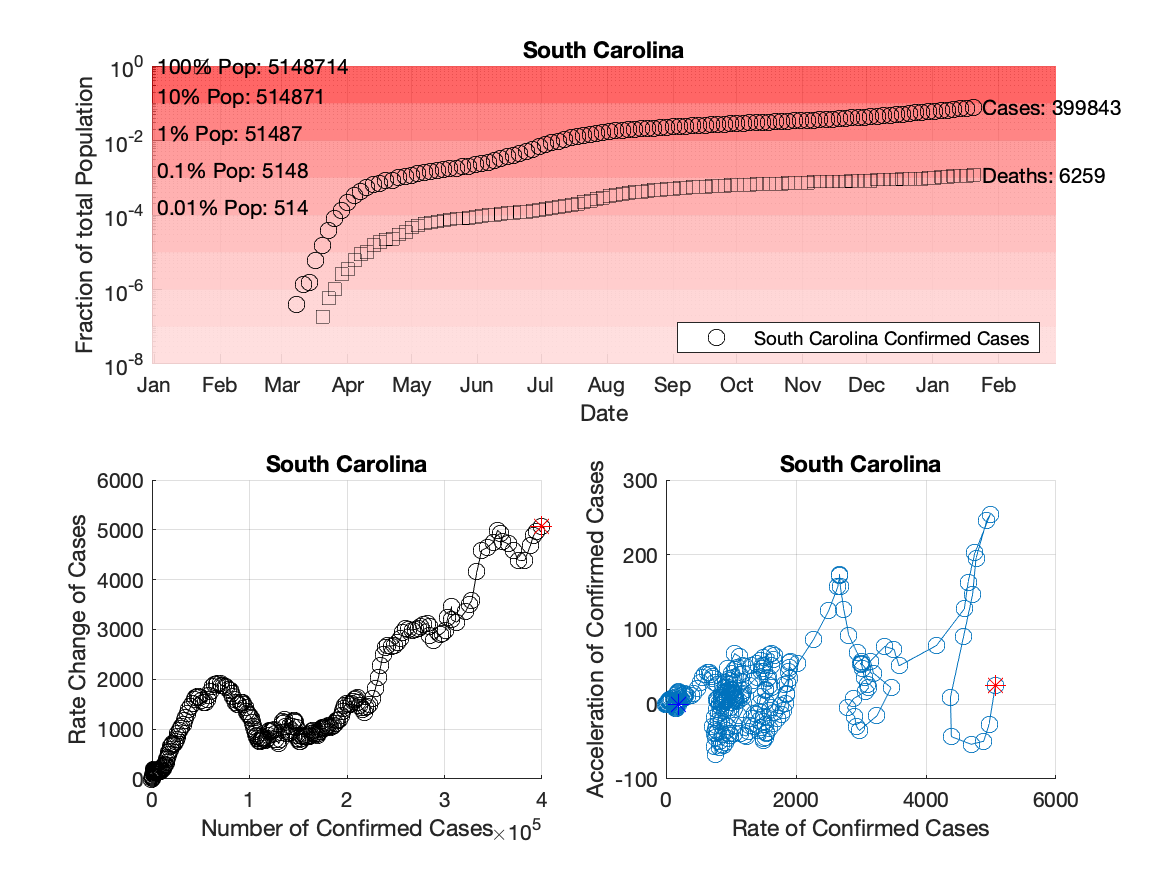 South Carolina
Fraction of total Population
10^0
10^-2
10^-4
10^-6
10^-8
100% Pop: 5148714
10% Pop: 514871
1% Pop: 51487
0.1% Pop: 5148
0.01% Pop: 514
Cases: 399843
Deaths: 6259
South Carolina Confirmed Cases
Jan Feb Mar Apr May Jun Jul Aug Sep Oct Nov Dec Jan Feb
Date
South Carolina
Rate Change of Cases
6000
5000
4000
3000
2000
1000
0
0 1 2 3 4
Number of Confirmed Cases ×10^5
South Carolina
Acceleration of Confirmed Cases
300
200
100
0
-100
0 2000 4000 6000
Rate of Confirmed Cases